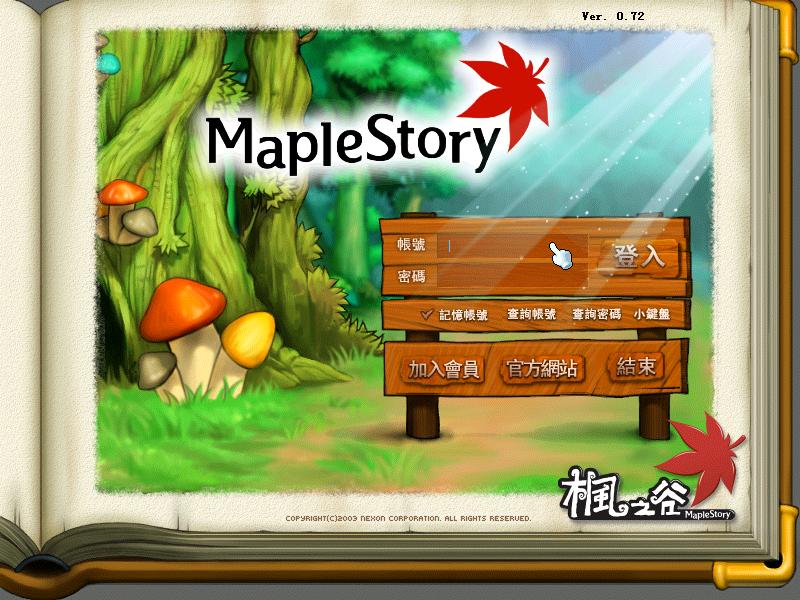 Ver. 0.72
MapleStory
帳號
登入
密碼
記憶帳號 查詢帳號 查詢密碼 小鍵盤
加入會員 官方網站 結束
楓之谷
MapleStory
COPYRIGHT(C)2003 NEXON CORPORATION. ALL RIGHTS RESERVED.